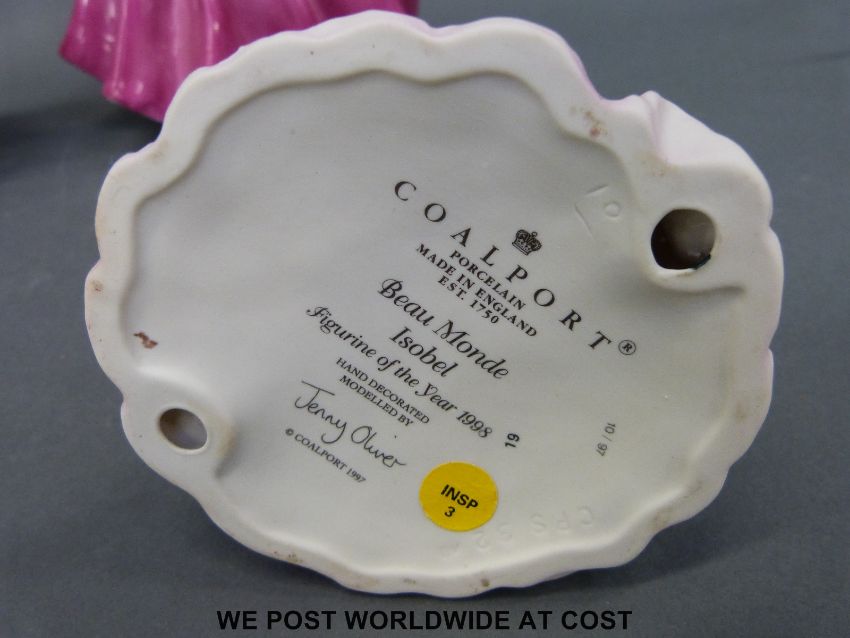 COALPORT®
PORCELAIN
MADE IN ENGLAND
EST. 1750
Beau Monde
Isobel
Figurine of the Year 1998
HAND DECORATED
MODELLED BY
Jenny Oliver
© COALPORT 1997
19
10 / 97
INSP
3
10
WE POST WORLDWIDE AT COST